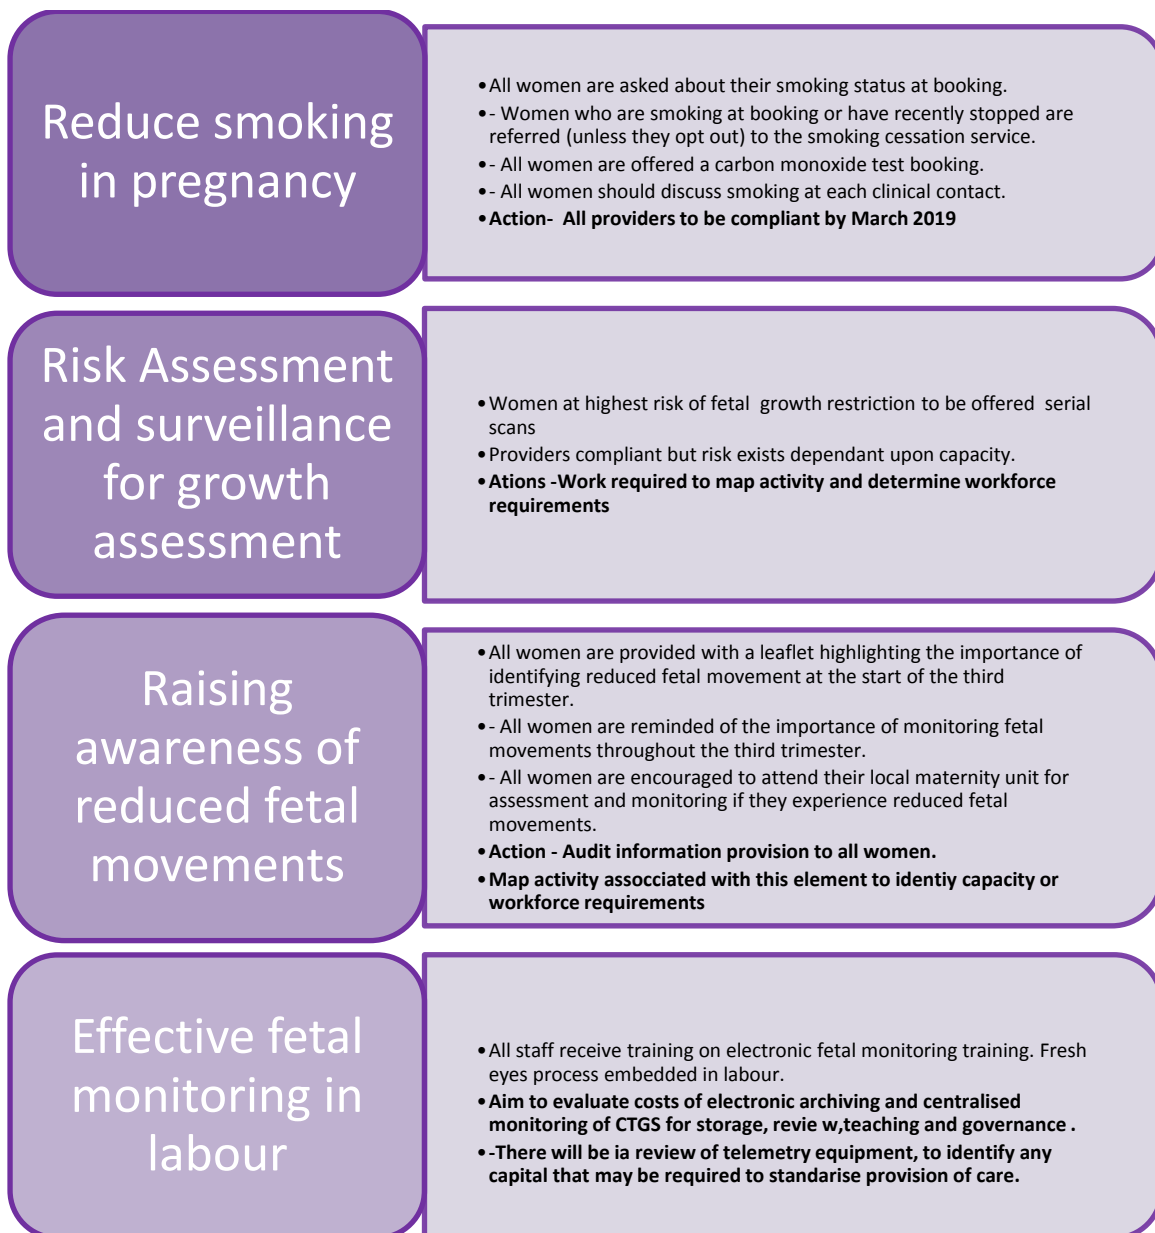 Reduce smoking
in pregnancy
•All women are asked about their smoking status at booking.
•- Women who are smoking at booking or have recently stopped are
referred (unless they opt out) to the smoking cessation service.
•- All women are offered a carbon monoxide test booking.
•- All women should discuss smoking at each clinical contact.
•Action-  All providers to be compliant by March 2019
Risk Assessment
and surveillance
for growth
assessment
•Women at highest risk of fetal  growth restriction to be offered  serial
scans
•Providers compliant but risk exists dependant upon capacity.
•Ations -Work required to map activity and determine workforce
requirements
Raising
awareness of
reduced fetal
movements
•All women are provided with a leaflet highlighting the importance of
identifying reduced fetal movement at the start of the third
trimester.
•- All women are reminded of the importance of monitoring fetal
movements throughout the third trimester.
•- All women are encouraged to attend their local maternity unit for
assessment and monitoring if they experience reduced fetal
movements.
•Action - Audit information provision to all women.
•Map activity assocciated with this element to identiy capacity or
workforce requirements
Effective fetal
monitoring in
labour
•All staff receive training on electronic fetal monitoring training. Fresh
eyes process embedded in labour.
•Aim to evaluate costs of electronic archiving and centralised
monitoring of CTGS for storage, revie w,teaching and governance .
•-There will be ia review of telemetry equipment, to identify any
capital that may be required to standarise provision of care.